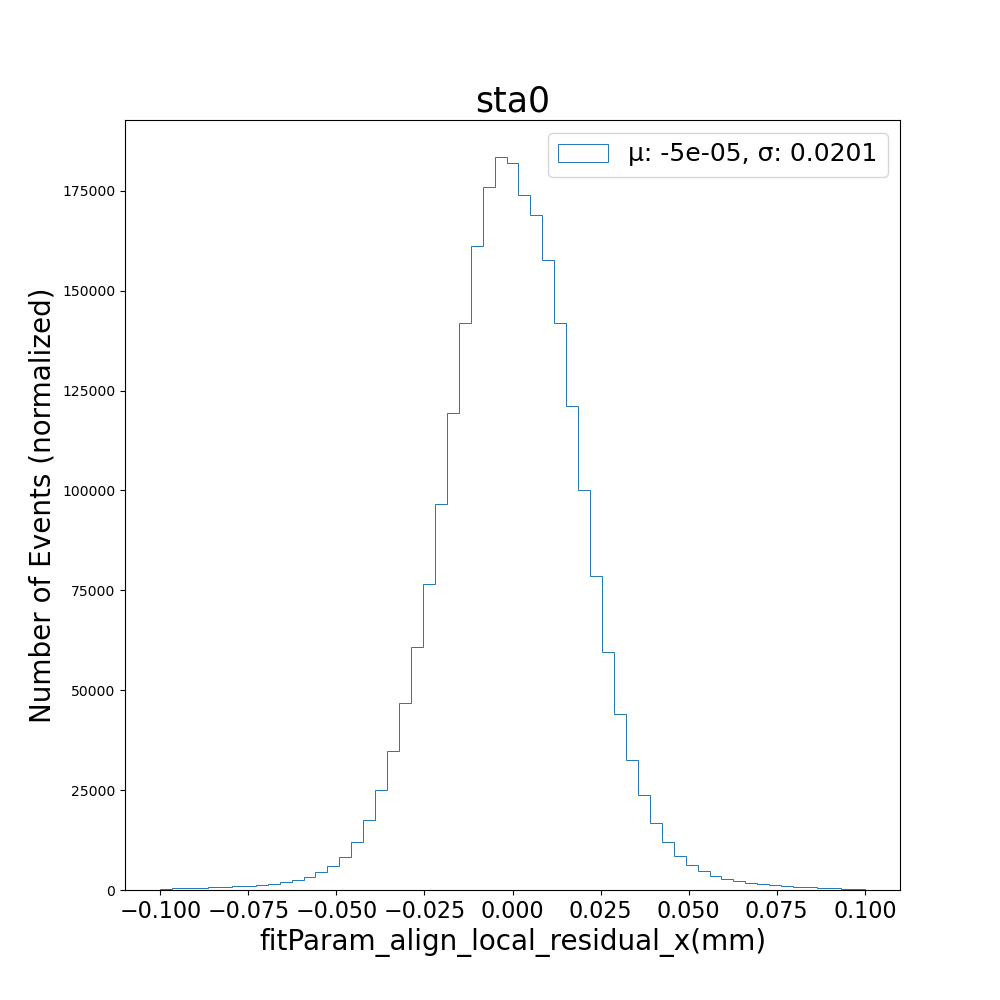 sta0
μ: -5e-05, σ: 0.0201
Number of Events (normalized)
175000
150000
125000
100000
75000
50000
25000
0
−0.100 −0.075 −0.050 −0.025 0.000 0.025 0.050 0.075 0.100
fitParam_align_local_residual_x(mm)